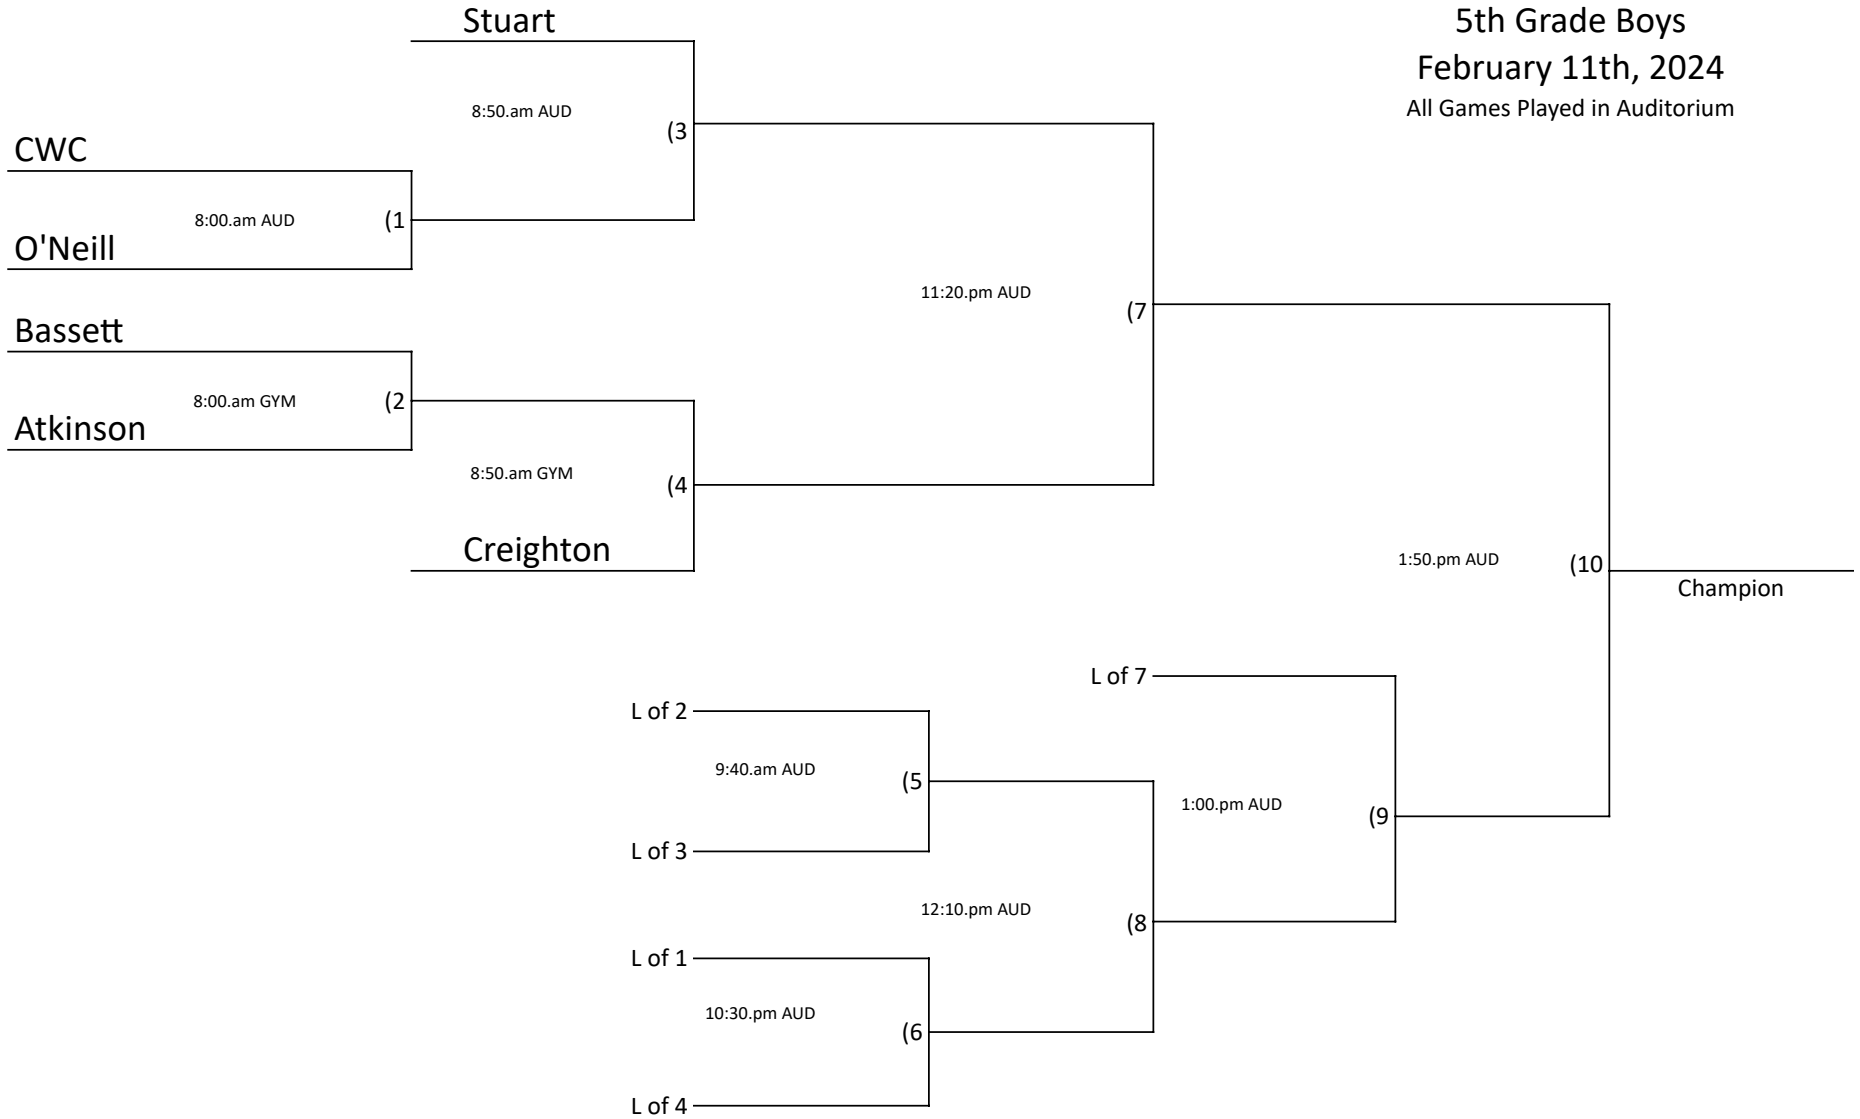 Stuart
5th Grade Boys
February 11th, 2024
All Games Played in Auditorium
8:50.am AUD
(3
CWC
8:00.am AUD
(1
O'Neill
11:20.pm AUD
(7
Bassett
8:00.am GYM
(2
Atkinson
8:50.am GYM
(4
Creighton
1:50.pm AUD
(10
Champion
L of 7
L of 2
9:40.am AUD
(5
1:00.pm AUD
(9
L of 3
12:10.pm AUD
(8
L of 1
10:30.pm AUD
(6
L of 4